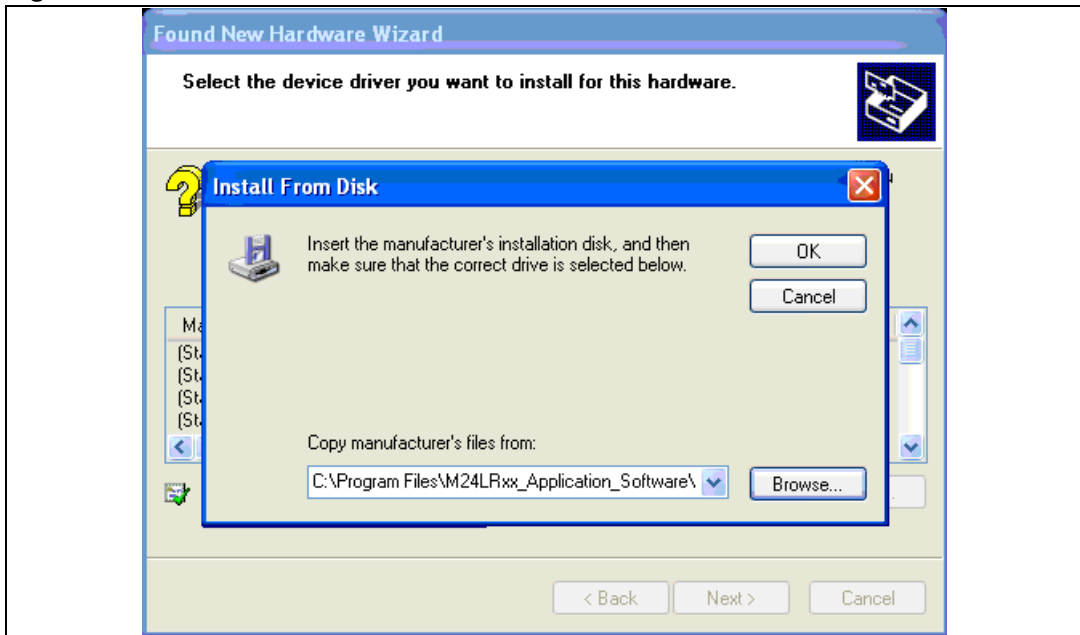 Found New Hardware Wizard
Select the device driver you want to install for this hardware.
Install From Disk
Insert the manufacturer's installation disk, and then
make sure that the correct drive is selected below.
OK
Cancel
Copy manufacturer's files from:
C:\Program Files\M24LRxx_Application_Software\
Browse...
< Back
Next >
Cancel